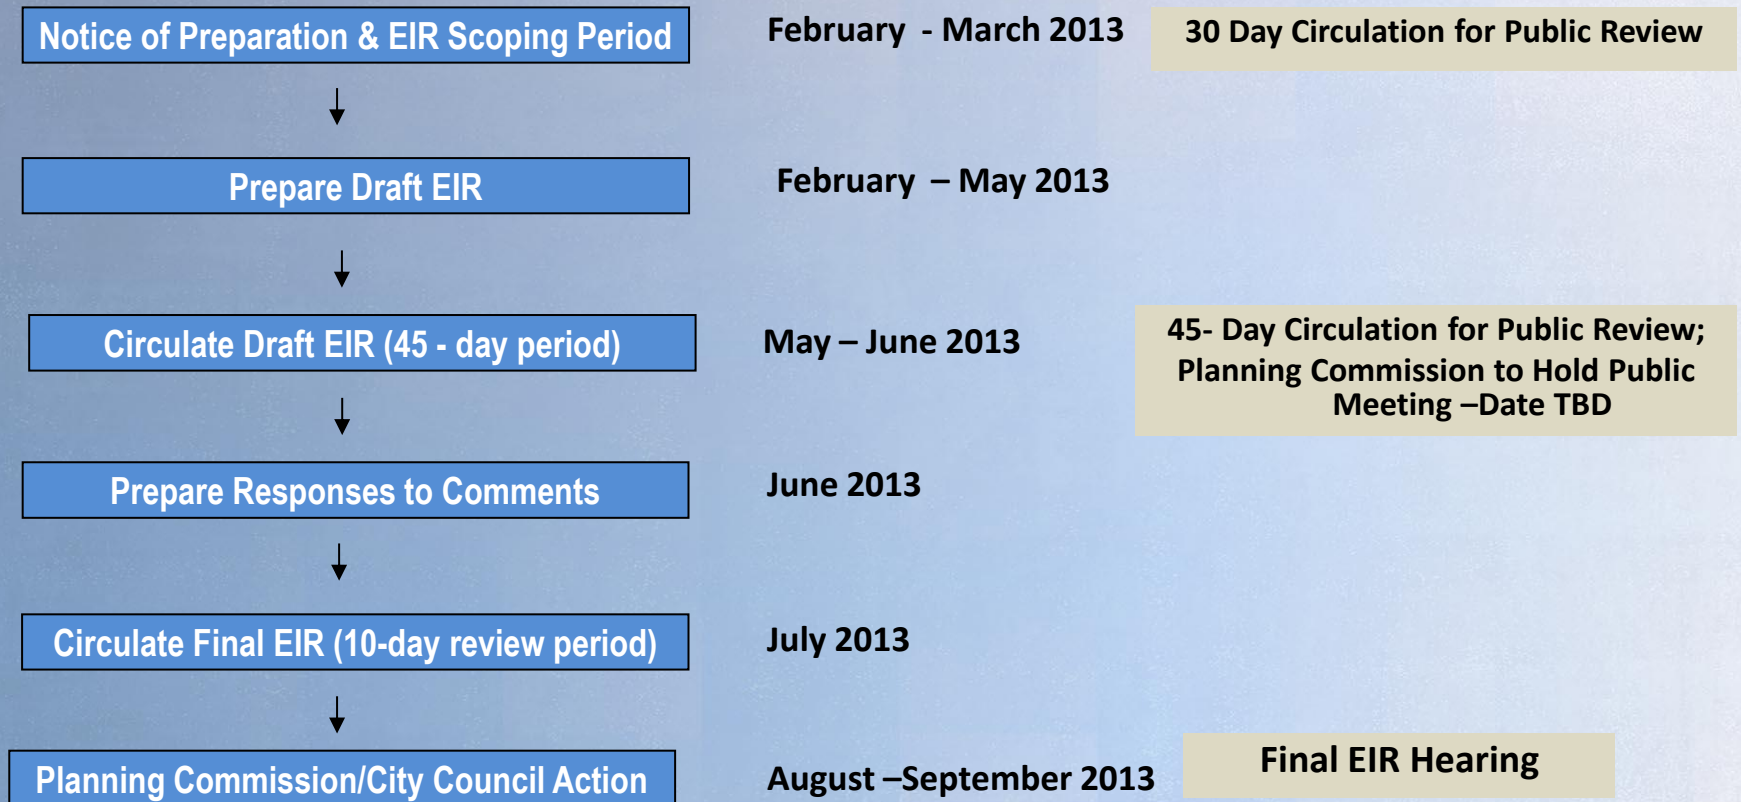 Notice of Preparation & EIR Scoping Period
February - March 2013
30 Day Circulation for Public Review
Prepare Draft EIR
February – May 2013
Circulate Draft EIR (45 - day period)
May – June 2013
45- Day Circulation for Public Review;
Planning Commission to Hold Public
Meeting –Date TBD
Prepare Responses to Comments
June 2013
Circulate Final EIR (10-day review period)
July 2013
Planning Commission/City Council Action
August –September 2013
Final EIR Hearing